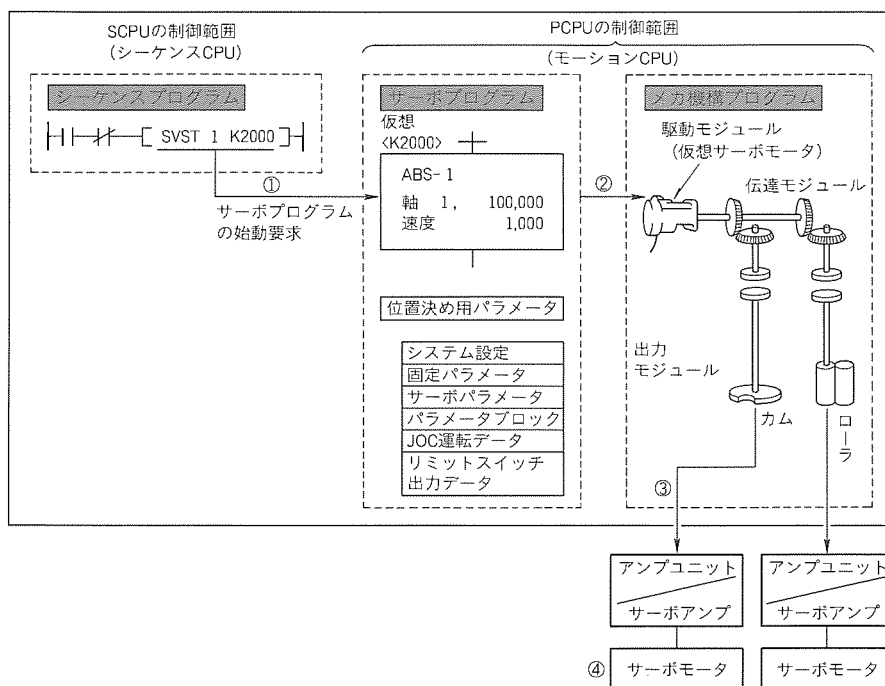 SCPUの制御範囲
(シーケンスCPU)
PCPUの制御範囲
(モーションCPU)
シーケンスプログラム
SVST 1 K2000
①
サーボプログラム
の始動要求
サーボプログラム
仮想
<K2000>
ABS-1
軸 1, 100,000
速度 1,000
位置決め用パラメータ
システム設定
固定パラメータ
サーボパラメータ
パラメータブロック
JOC運転データ
リミットスイッチ
出力データ
②
メカ機構プログラム
駆動モジュール
(仮想サーボモータ)
伝達モジュール
出力
モジュール
カム
ローラ
③
アンプユニット
サーボアンプ
アンプユニット
サーボアンプ
④
サーボモータ
サーボモータ